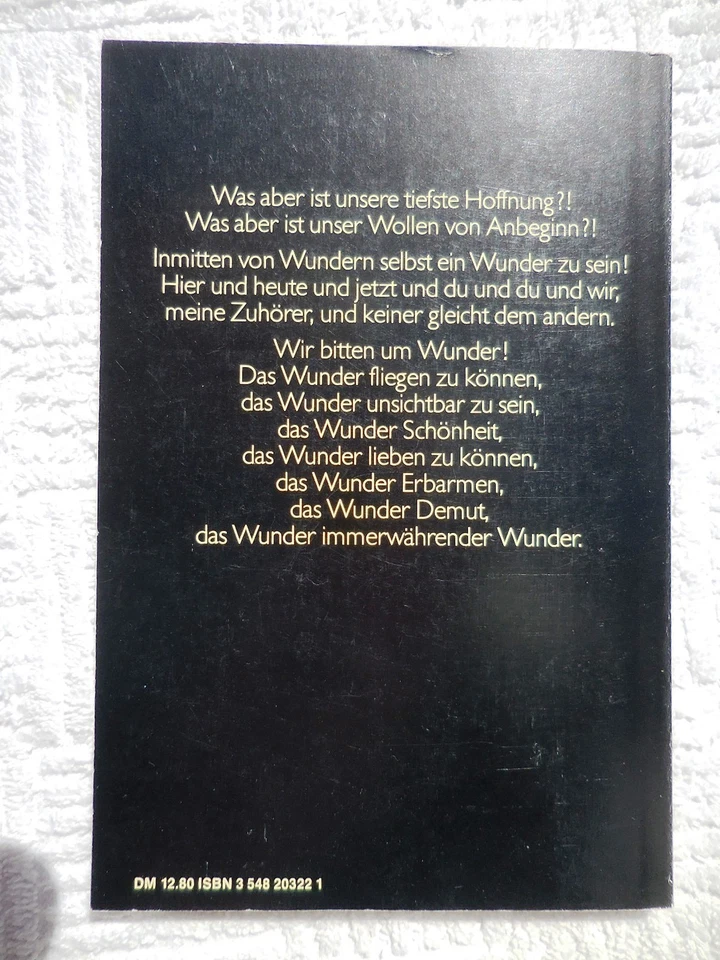 Was aber ist unsere tiefste Hoffnung?!
Was aber ist unser Wollen von Anbeginn?!
Inmitten von Wundern selbst ein Wunder zu sein!
Hier und heute und jetzt und du und du und wir,
meine Zuhörer, und keiner gleicht dem andern.
Wir bitten um Wunder!
Das Wunder fliegen zu können,
das Wunder unsichtbar zu sein,
das Wunder Schönheit,
das Wunder lieben zu können,
das Wunder Erbarmen,
das Wunder Demut,
das Wunder immerwährender Wunder.
DM 12.80 ISBN 3 548 20322 1